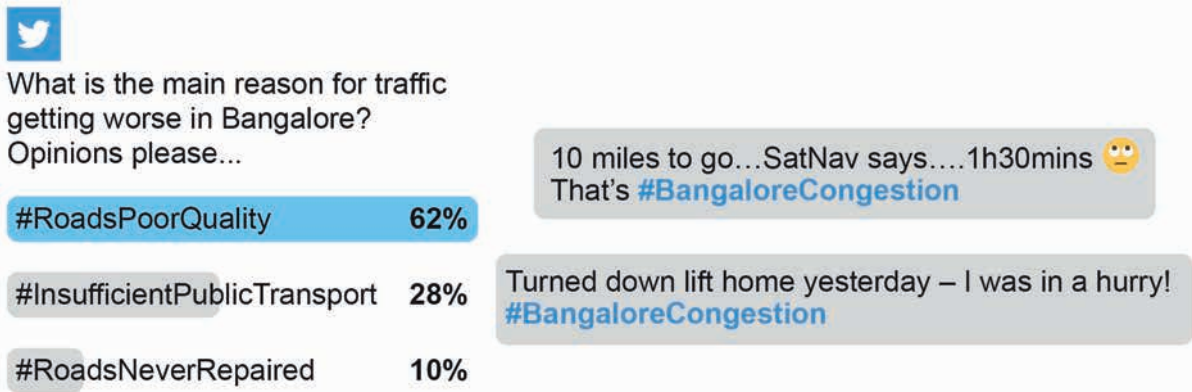 What is the main reason for traffic
getting worse in Bangalore?
Opinions please...
#RoadsPoorQuality 62%
#InsufficientPublicTransport 28%
#RoadsNeverRepaired 10%
10 miles to go…SatNav says….1h30mins 🙄
That’s #BangaloreCongestion
Turned down lift home yesterday – I was in a hurry!
#BangaloreCongestion